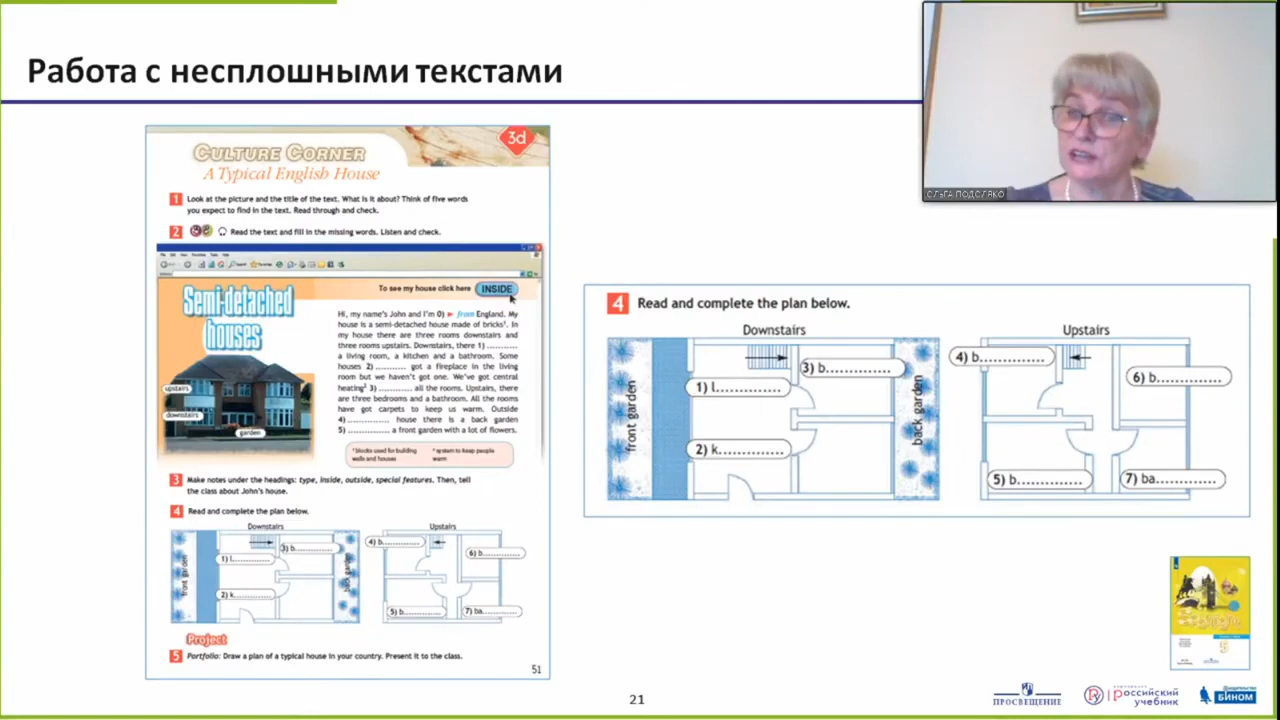 Работа с несплошными текстами
ОЛЬГА ПОДОЛЯКО
3d
CULTURE CORNER
A Typical English House
1 Look at the picture and the title of the text. What is it about? Think of five words
you expect to find in the text. Read through and check.
2 Read the text and fill in the missing words. Listen and check.
To see my house click here INSIDE
Semi-detached
houses
upstairs
downstairs
garden
Hi, my name's John and I'm 0) ► from England. My
house is a semi-detached house made of bricks¹. In
my house there are three rooms downstairs and
three rooms upstairs. Downstairs, there 1) ..........
a living room, a kitchen and a bathroom. Some
houses 2) .......... got a fireplace in the living
room but we haven't got one. We've got central
heating² 3) ............ all the rooms. Upstairs, there
are three bedrooms and a bathroom. All the rooms
have got carpets to keep us warm. Outside
4) .............. house there is a back garden
5) .............. a front garden with a lot of flowers.
¹ blocks used for building
walls and houses
² system to keep people
warm
3 Make notes under the headings: type, inside, outside, special features. Then, tell
the class about John's house.
4 Read and complete the plan below.
Downstairs
Upstairs
front garden
1) l..............
2) k..............
3) b..............
back garden
4) b..............
5) b..............
6) b..............
7) ba.............
Project
5 Portfolio: Draw a plan of a typical house in your country. Present it to the class.
51
4 Read and complete the plan below.
Downstairs
Upstairs
front garden
1) l..............
2) k..............
3) b..............
back garden
4) b..............
5) b..............
6) b..............
7) ba.............
5
21
ПРОСВЕЩЕНИЕ
российский
учебник
БИНОМ